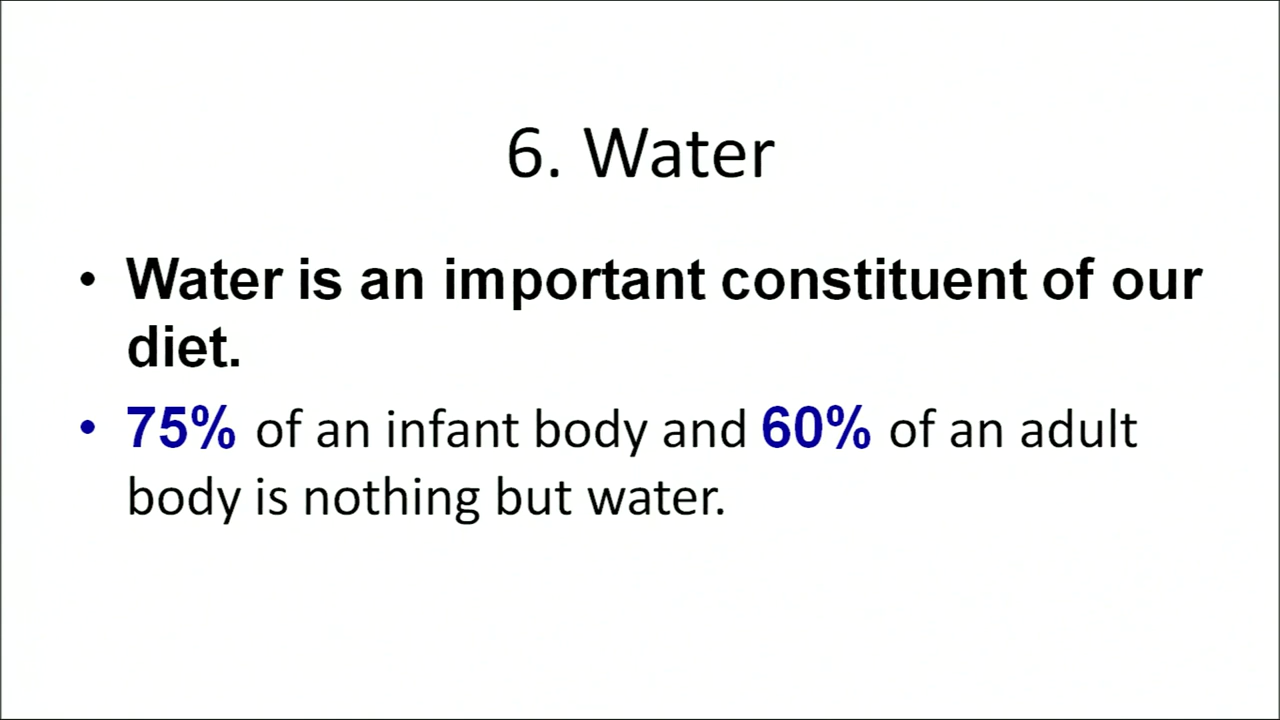 6. Water
• Water is an important constituent of our
diet.
• 75% of an infant body and 60% of an adult
body is nothing but water.